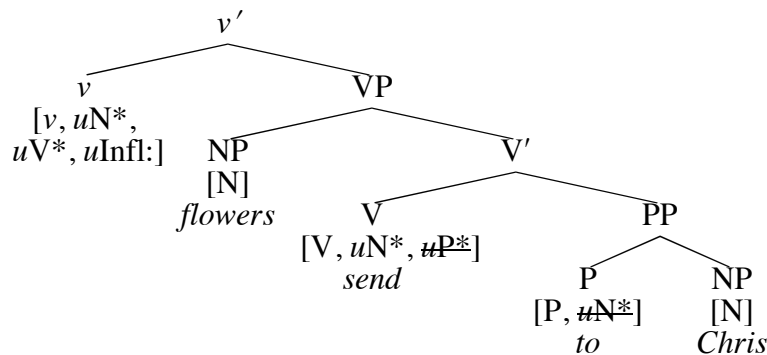 v′
v VP
[v, uN*,
uV*, uInfl:] NP V′
[N]
flowers V PP
[V, uN*, uP*]
send P NP
[P, uN*] [N]
to Chris